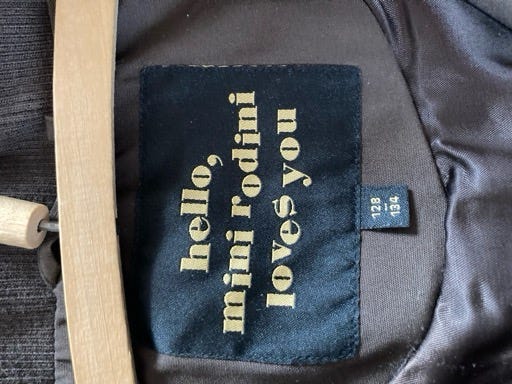 hello,
mini rodini
loves you
128
-
134